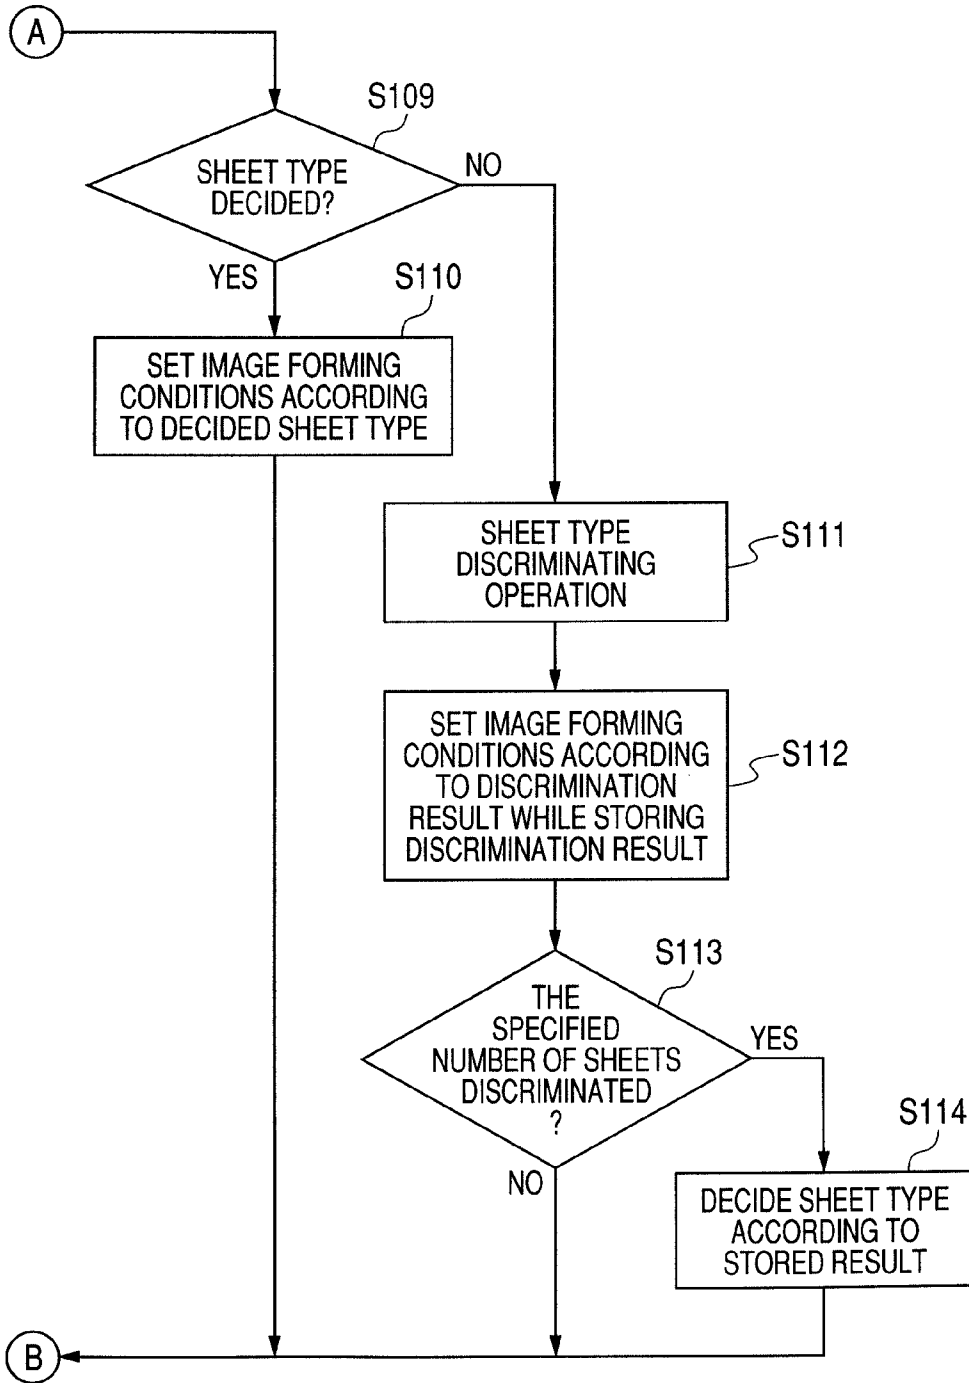 A
S109
SHEET TYPE
DECIDED?
NO
YES
S110
SET IMAGE FORMING
CONDITIONS ACCORDING
TO DECIDED SHEET TYPE
SHEET TYPE
DISCRIMINATING
OPERATION
S111
SET IMAGE FORMING
CONDITIONS ACCORDING
TO DISCRIMINATION
RESULT WHILE STORING
DISCRIMINATION RESULT
S112
S113
THE
SPECIFIED
NUMBER OF SHEETS
DISCRIMINATED
?
YES
NO
S114
DECIDE SHEET TYPE
ACCORDING TO
STORED RESULT
B